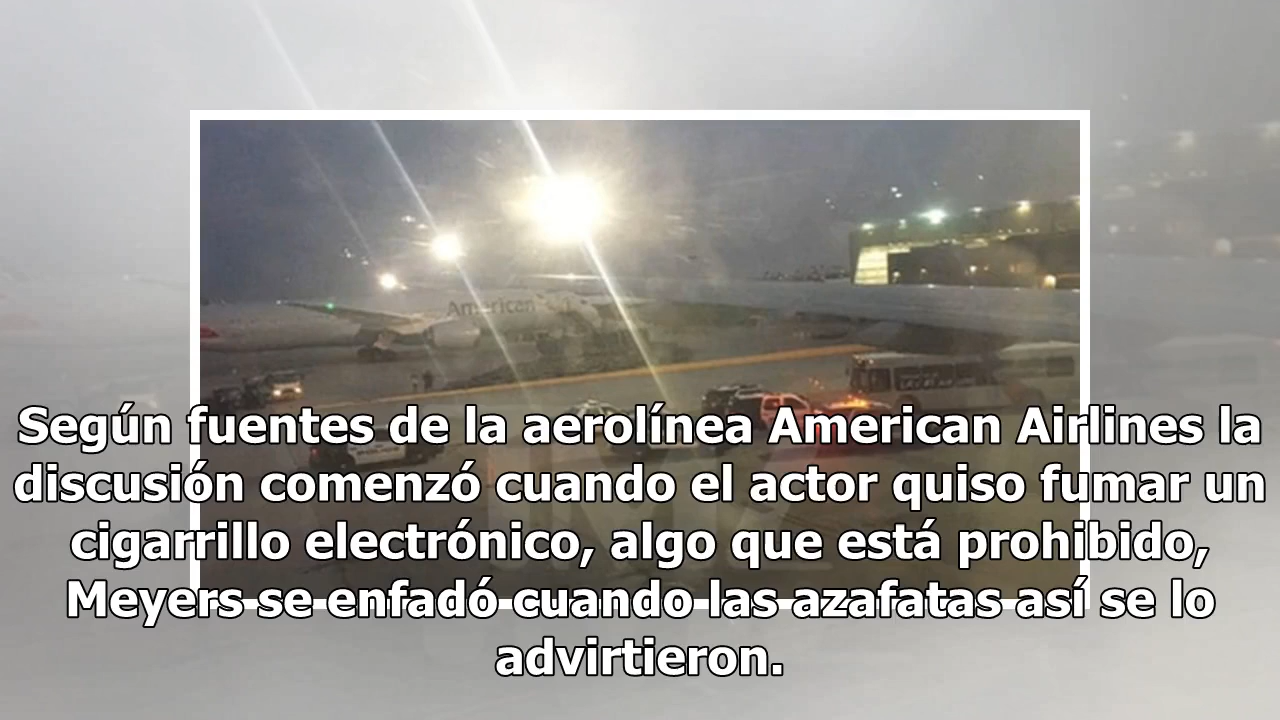 American
Según fuentes de la aerolínea American Airlines la
discusión comenzó cuando el actor quiso fumar un
cigarrillo electrónico, algo que está prohibido,
Meyers se enfadó cuando las azafatas así se lo
advirtieron.